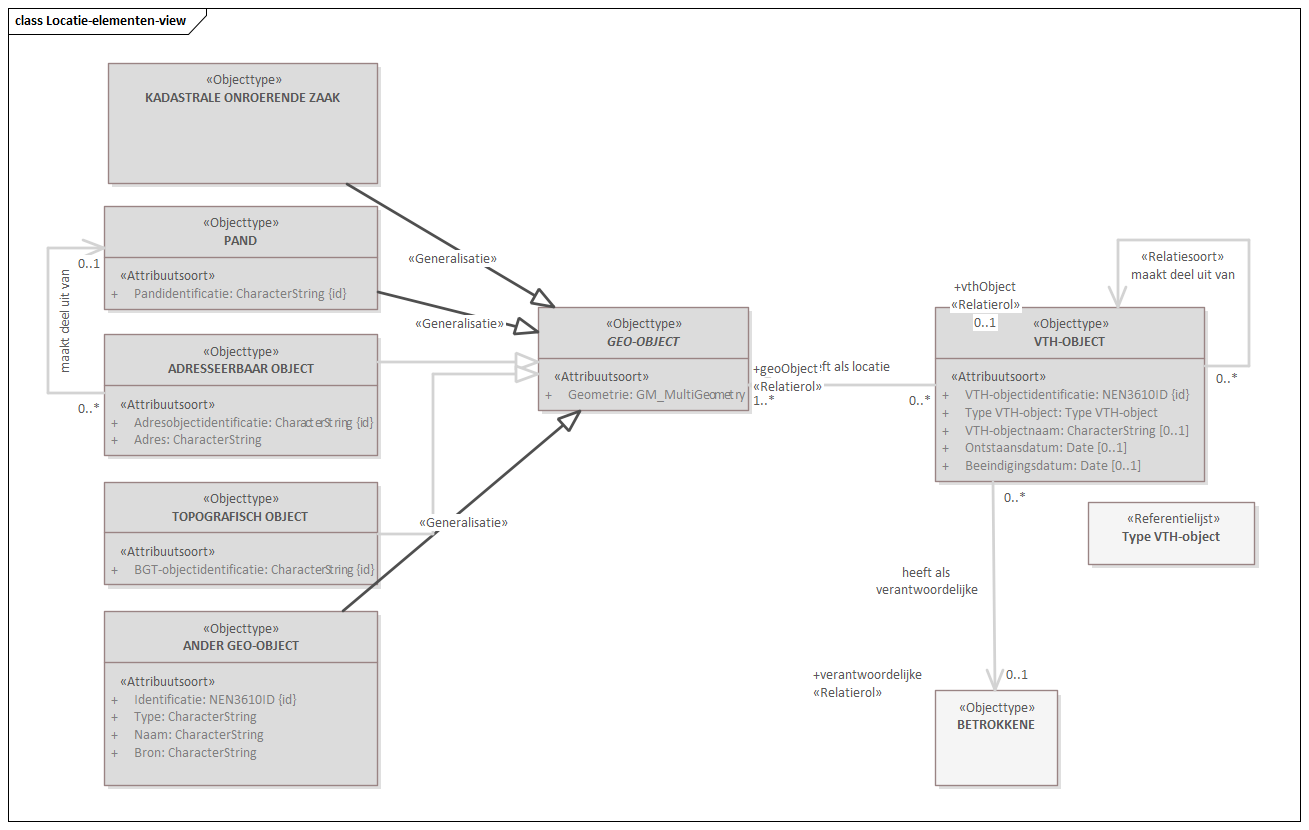 class Locatie-elementen-view
«Objecttype»
KADASTRALE ONROERENDE ZAAK
«Objecttype»
PAND
«Attribuutsoort»
+ Pandidentificatie: CharacterString {id}
0..1
maakt deel uit van
0..*
«Objecttype»
ADRESSEERBAAR OBJECT
«Attribuutsoort»
+ Adresobjectidentificatie: CharacterString {id}
+ Adres: CharacterString
«Objecttype»
TOPOGRAFISCH OBJECT
«Attribuutsoort»
+ BGT-objectidentificatie: CharacterString {id}
«Objecttype»
ANDER GEO-OBJECT
«Attribuutsoort»
+ Identificatie: NEN3610ID {id}
+ Type: CharacterString
+ Naam: CharacterString
+ Bron: CharacterString
«Generalisatie»
«Generalisatie»
«Generalisatie»
«Objecttype»
GEO-OBJECT
«Attribuutsoort»
+ Geometrie: GM_MultiGeometry
+geoObject
«Relatierol»
1..*
als locatie
0..*
+vthObject
«Relatierol»
0..1
«Relatiesoort»
maakt deel uit van
0..*
«Objecttype»
VTH-OBJECT
«Attribuutsoort»
+ VTH-objectidentificatie: NEN3610ID {id}
+ Type VTH-object: Type VTH-object
+ VTH-objectnaam: CharacterString [0..1]
+ Ontstaansdatum: Date [0..1]
+ Beeindigingsdatum: Date [0..1]
0..*
«Referentielijst»
Type VTH-object
heeft als
verantwoordelijke
+verantwoordelijke
«Relatierol»
0..1
«Objecttype»
BETROKKENE